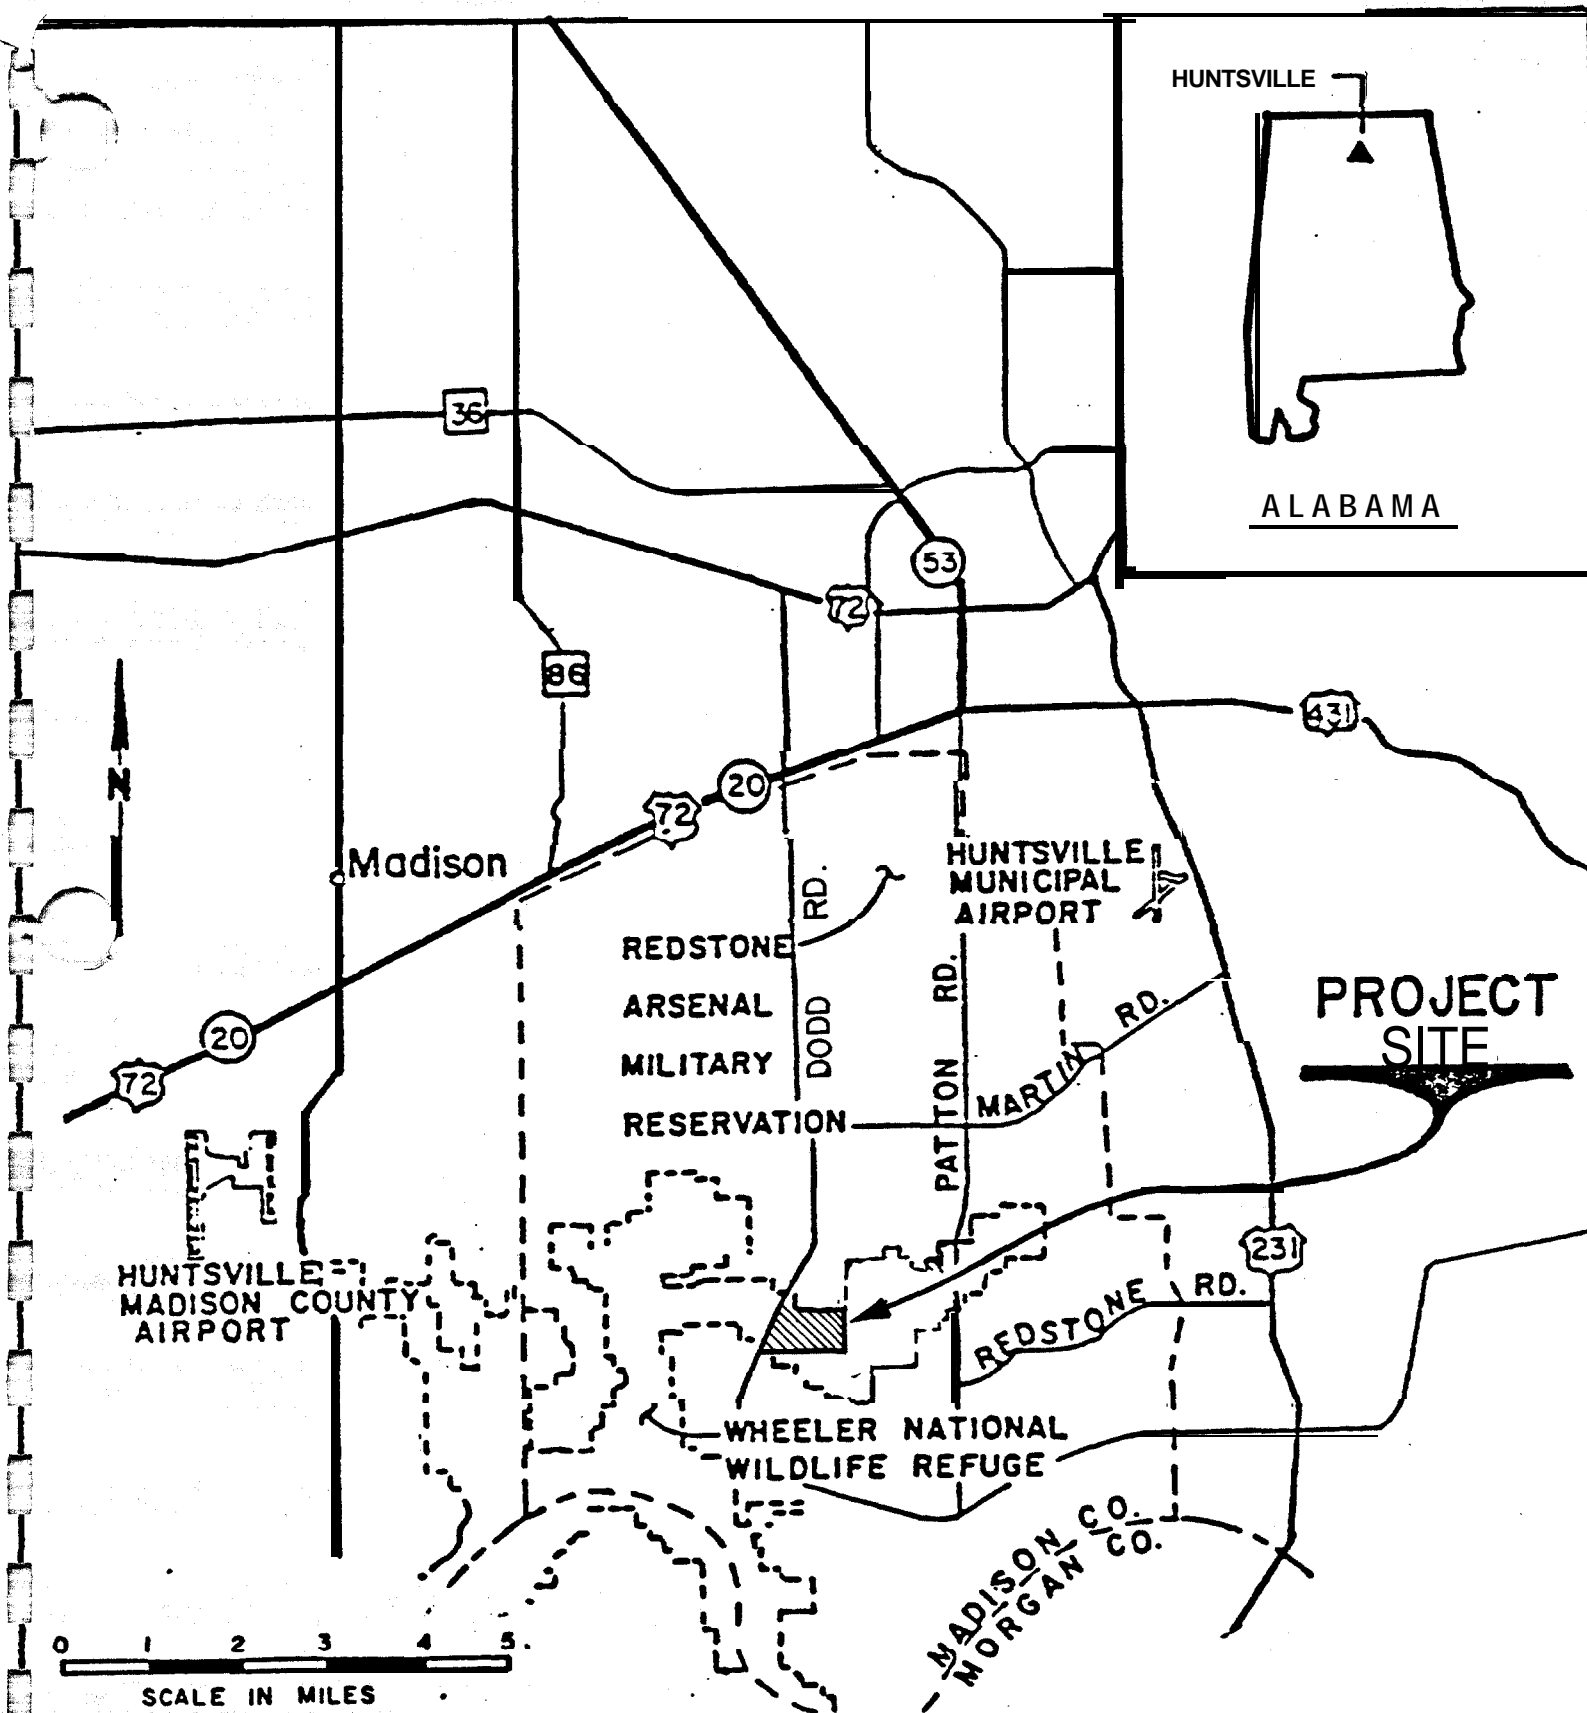 HUNTSVILLE
ALABAMA
36
53
72
86
431
N
20
72
Madison
HUNTSVILLE
MUNICIPAL
AIRPORT
DODD RD.
REDSTONE
ARSENAL
MILITARY
RESERVATION
PATTON RD.
MARTIN RD.
PROJECT
SITE
20
72
HUNTSVILLE
MADISON COUNTY
AIRPORT
231
REDSTONE RD.
WHEELER NATIONAL
WILDLIFE REFUGE
MADISON CO.
MORGAN CO.
0 1 2 3 4 5
SCALE IN MILES